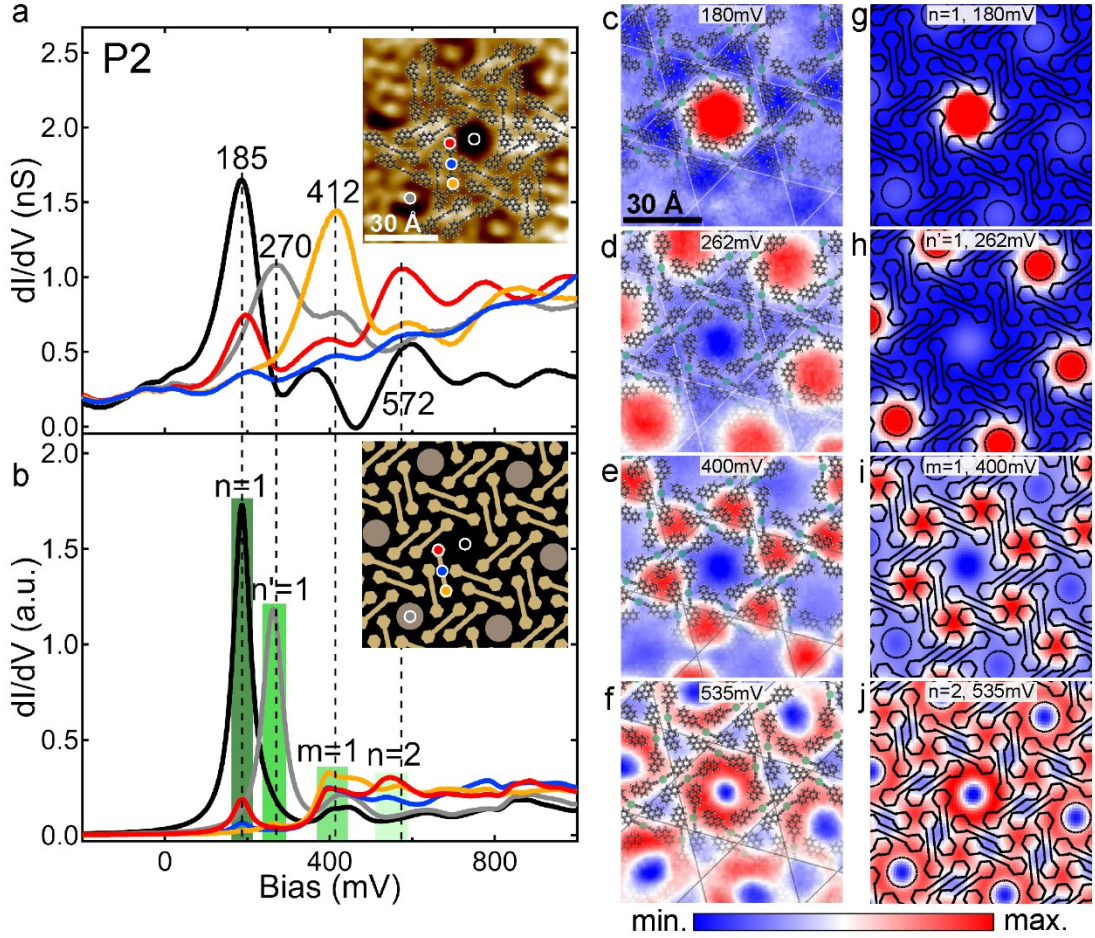 a
P2
dI/dV (nS)
2.5
2.0
1.5
1.0
0.5
0.0
185
270
412
572
30 Å
b
dI/dV (a.u.)
2.0
1.5
1.0
0.5
0.0
n=1
n'=1
m=1
n=2
0
400
800
Bias (mV)
c
180mV
30 Å
d
262mV
e
400mV
f
535mV
g
n=1, 180mV
h
n'=1, 262mV
i
m=1, 400mV
j
n=2, 535mV
min.
max.